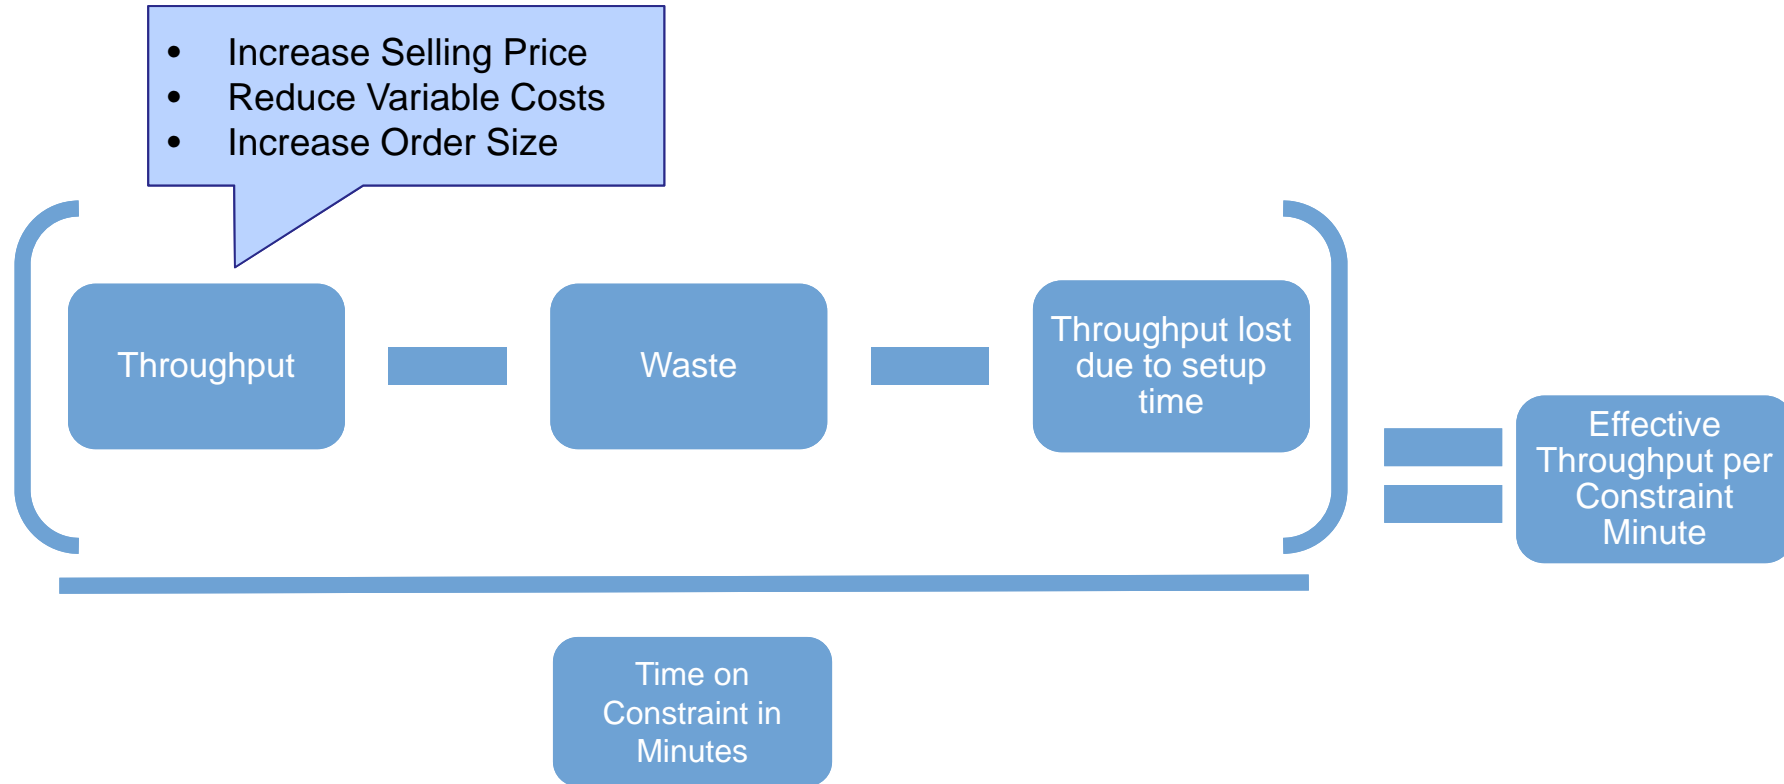 • Increase Selling Price
• Reduce Variable Costs
• Increase Order Size
Throughput
Waste
Throughput lost
due to setup
time
Effective
Throughput per
Constraint
Minute
Time on
Constraint in
Minutes